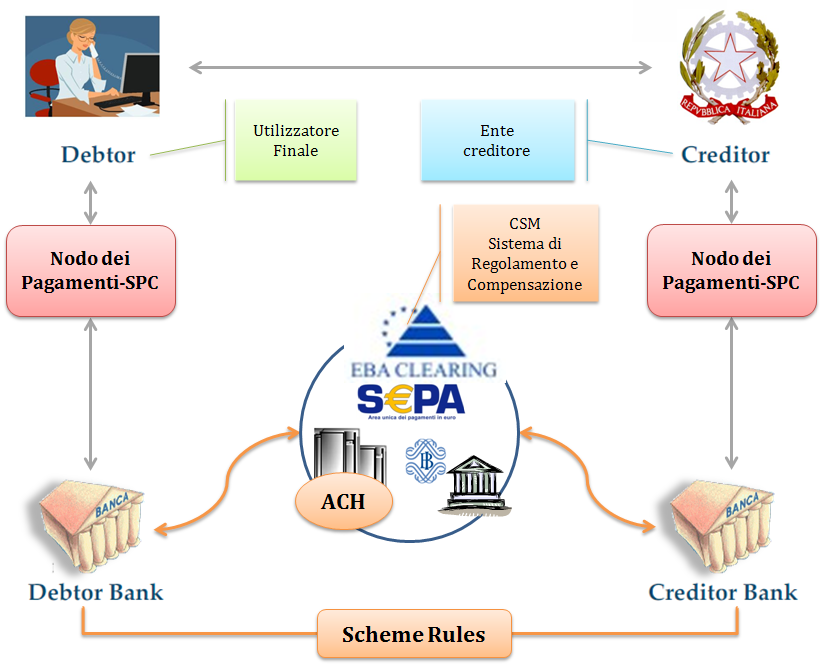 REPVBBLICA ITALIANA
Debtor
Utilizzatore
Finale
Ente
creditore
Creditor
Nodo dei
Pagamenti-SPC
CSM
Sistema di
Regolamento e
Compensazione
Nodo dei
Pagamenti-SPC
EBA CLEARING
S€PA
Area unica dei pagamenti in euro
BANCA
ACH
BI
BANCA
Debtor Bank
Creditor Bank
Scheme Rules